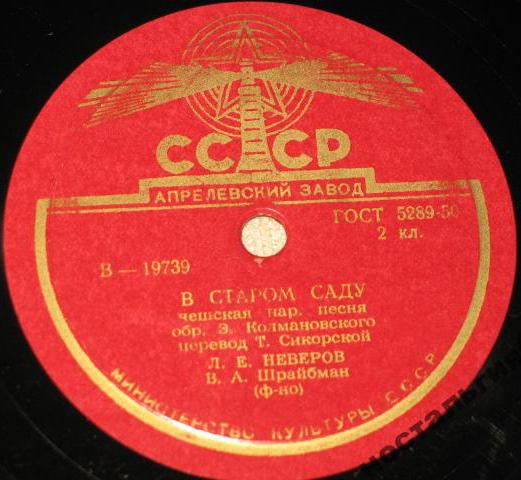 СССР
АПРЕЛЕВСКИЙ ЗАВОД
ГОСТ 5289-50
2 кл.
В — 19739
В СТАРОМ САДУ
чешская нар. песня
обр. Э. Колмановского
перевод Т. Сикорской
Л. Е. НЕВЕРОВ
В. А. Шрайбман
(ф-но)
МИНИСТЕРСТВО КУЛЬТУРЫ СССР